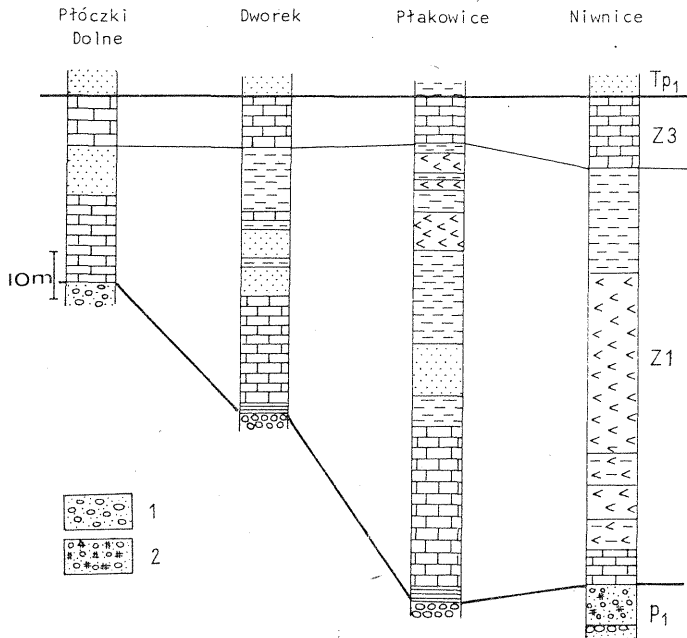 Płóczki
Dolne
Dworek
Płakowice
Niwnice
Tp1
Z3
10m
Z1
1
2
P1